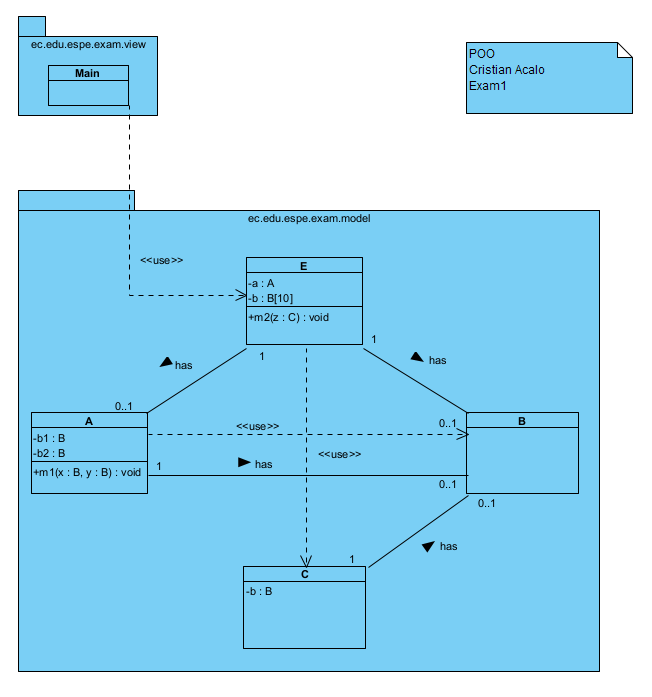 ec.edu.espe.exam.view
Main
POO
Cristian Acalo
Exam1
ec.edu.espe.exam.model
<<use>>
E
-a : A
-b : B[10]
+m2(z : C) : void
1
1
has
has
0..1
0..1
A
-b1 : B
-b2 : B
+m1(x : B, y : B) : void
B
<<use>>
<<use>>
1
has
0..1
0..1
has
1
C
-b : B